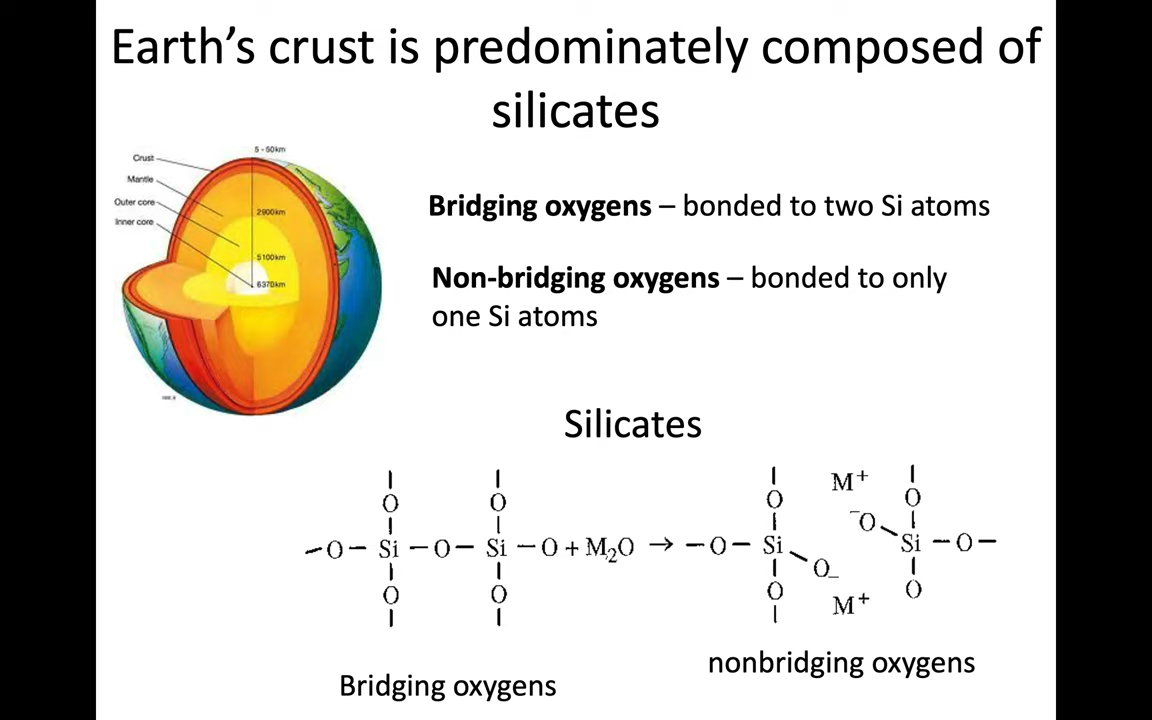 Earth's crust is predominately composed of
silicates
5 - 50km
Crust
Mantle
Outer core
Inner core
2900km
5100km
6370km
Bridging oxygens – bonded to two Si atoms
Non-bridging oxygens – bonded to only
one Si atoms
Silicates
O O O M+ O
-O
–O– Si –O– Si –O + M2O → –O– Si Si –O–
O-
O O O M+ O
Bridging oxygens
nonbridging oxygens